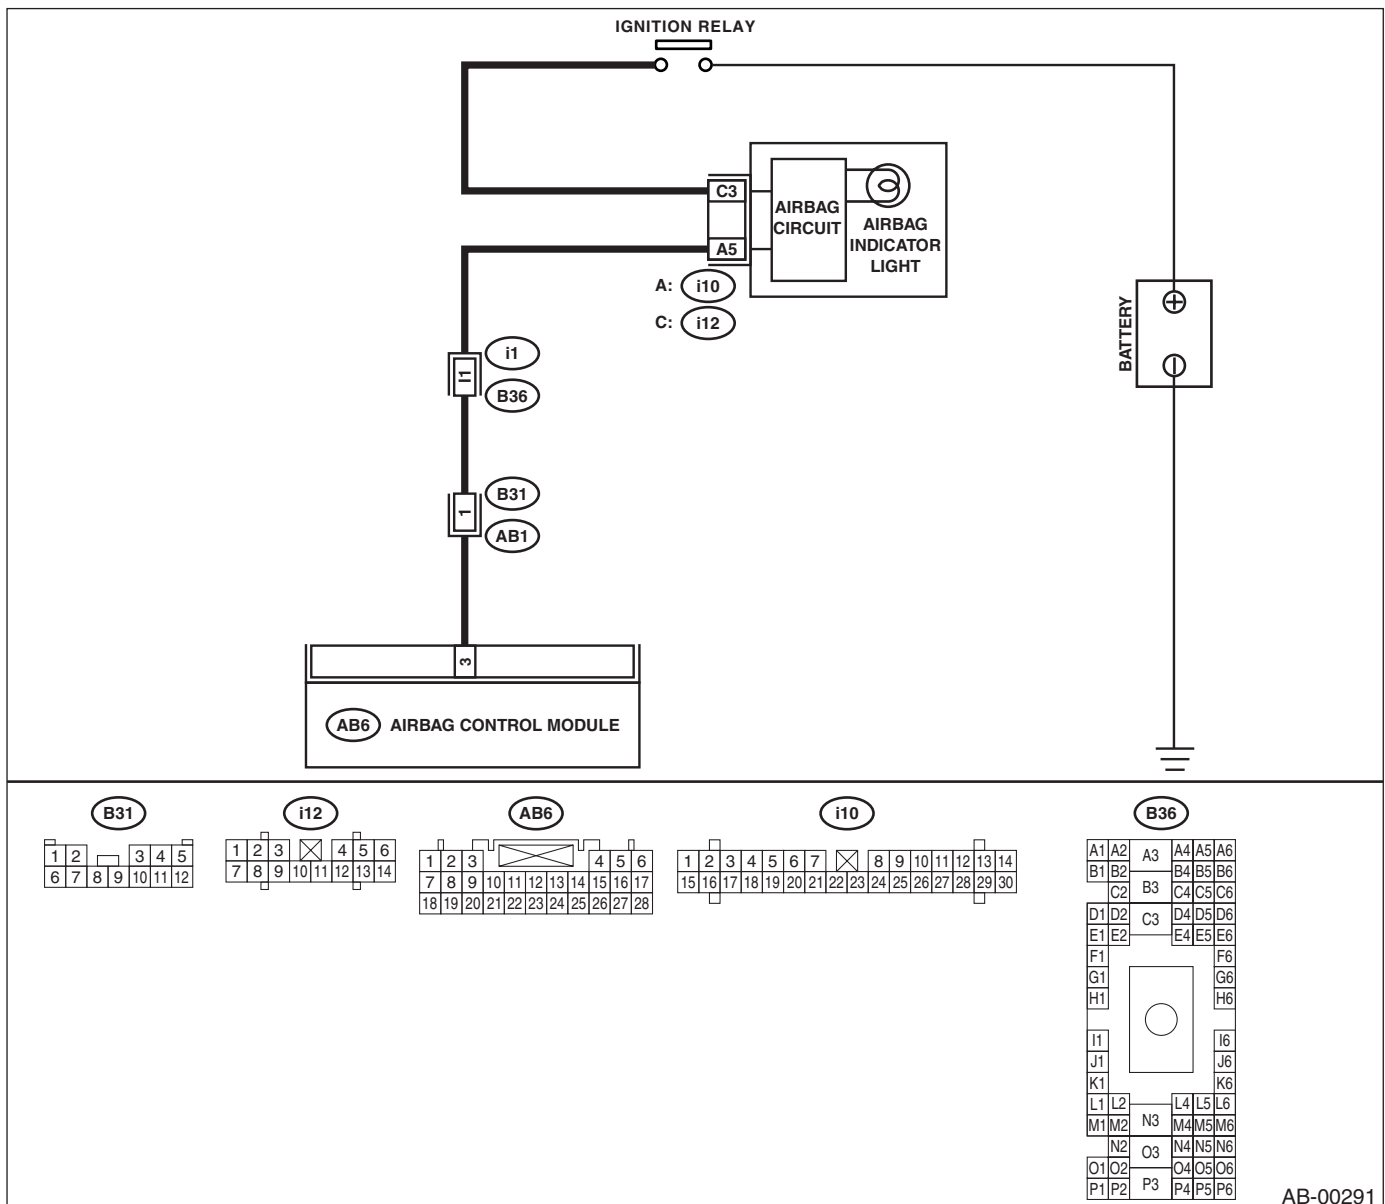 IGNITION RELAY
C3
AIRBAG
CIRCUIT
AIRBAG
INDICATOR
LIGHT
A5
A: i10
C: i12
BATTERY
i1
I1
B36
B31
1
AB1
3
AB6 AIRBAG CONTROL MODULE
B31
1 2 3 4 5
6 7 8 9 10 11 12
i12
1 2 3 4 5 6
7 8 9 10 11 12 13 14
AB6
1 2 3 4 5 6
7 8 9 10 11 12 13 14 15 16 17
18 19 20 21 22 23 24 25 26 27 28
i10
1 2 3 4 5 6 7 8 9 10 11 12 13 14
15 16 17 18 19 20 21 22 23 24 25 26 27 28 29 30
B36
A1 A2 A3 A4 A5 A6
B1 B2 B4 B5 B6
C2 B3 C4 C5 C6
D1 D2 C3 D4 D5 D6
E1 E2 E4 E5 E6
F1 F6
G1 G6
H1 H6
I1 I6
J1 J6
K1 K6
L1 L2 L4 L5 L6
M1 M2 N3 M4 M5 M6
N2 O3 N4 N5 N6
O1 O2 O4 O5 O6
P1 P2 P3 P4 P5 P6
AB-00291